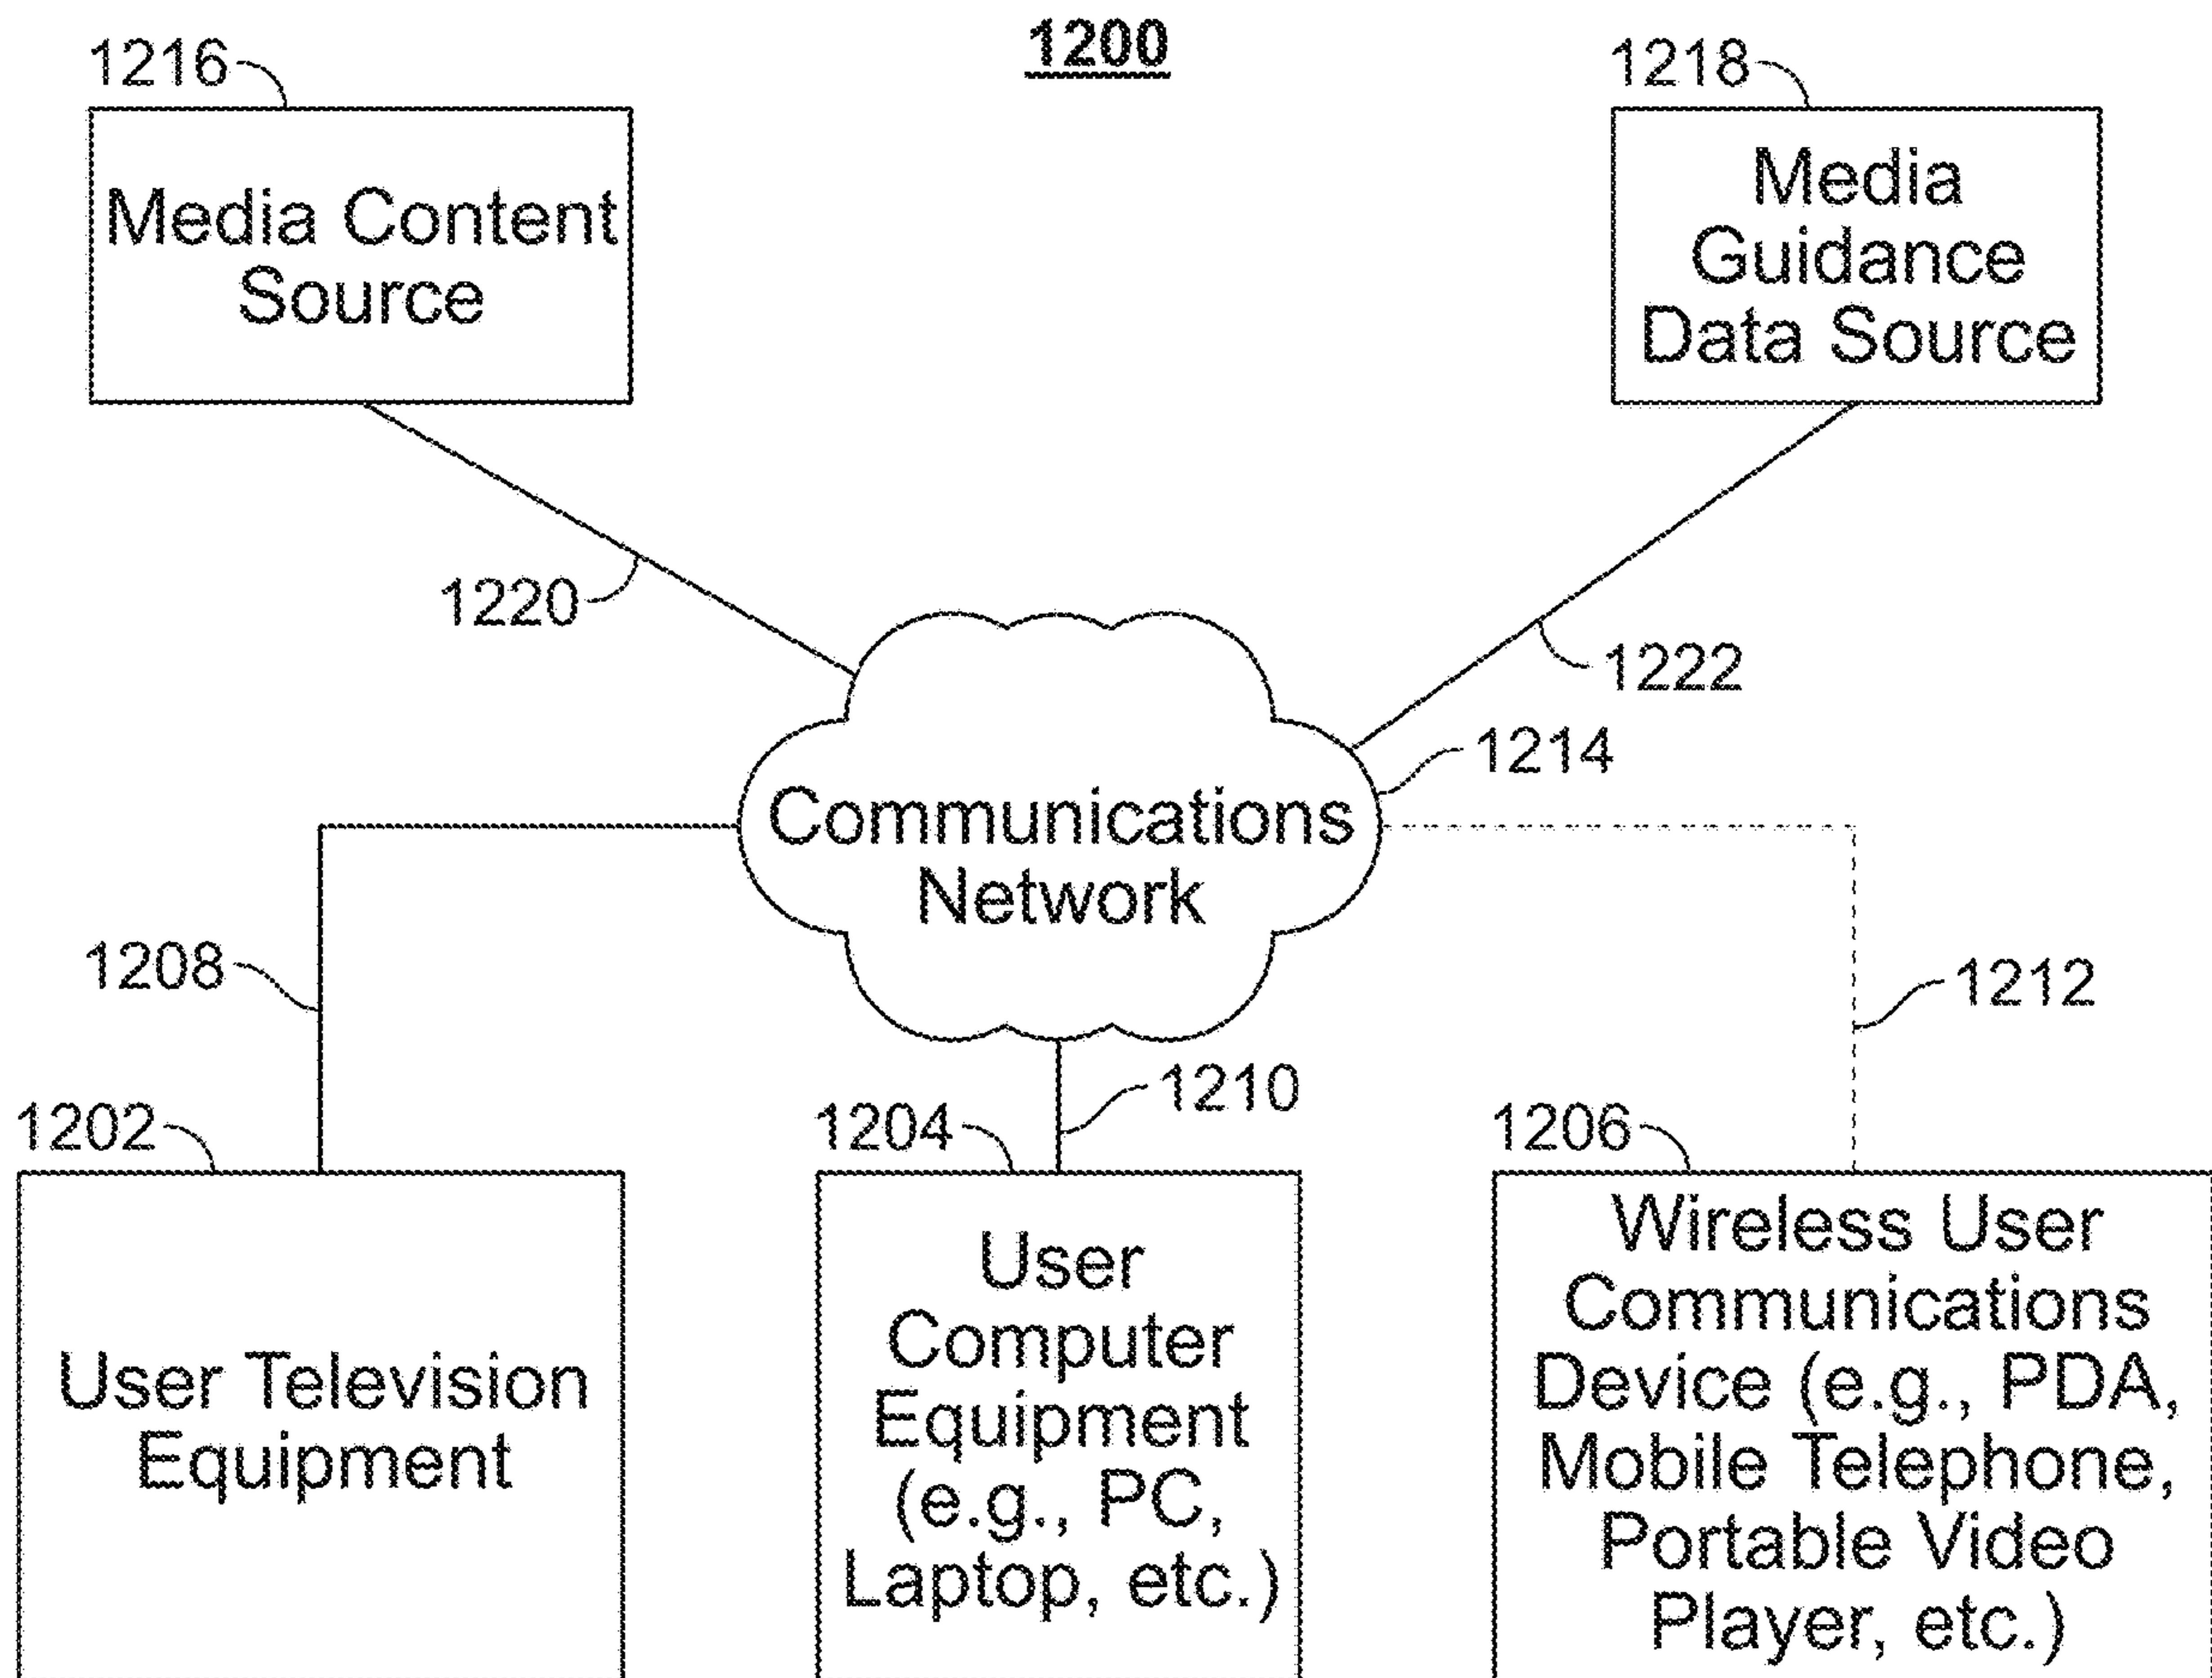 1200
1216
1218
Media Content
Source
Media
Guidance
Data Source
1220
1222
1214
Communications
Network
1208
1212
1210
1202
1204
1206
User Television
Equipment
User
Computer
Equipment
(e.g., PC,
Laptop, etc.)
Wireless User
Communications
Device (e.g., PDA,
Mobile Telephone,
Portable Video
Player, etc.)